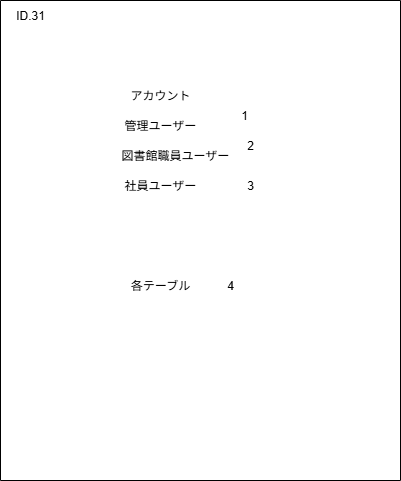 ID.31
アカウント
管理ユーザー 1
図書館職員ユーザー 2
社員ユーザー 3
各テーブル 4